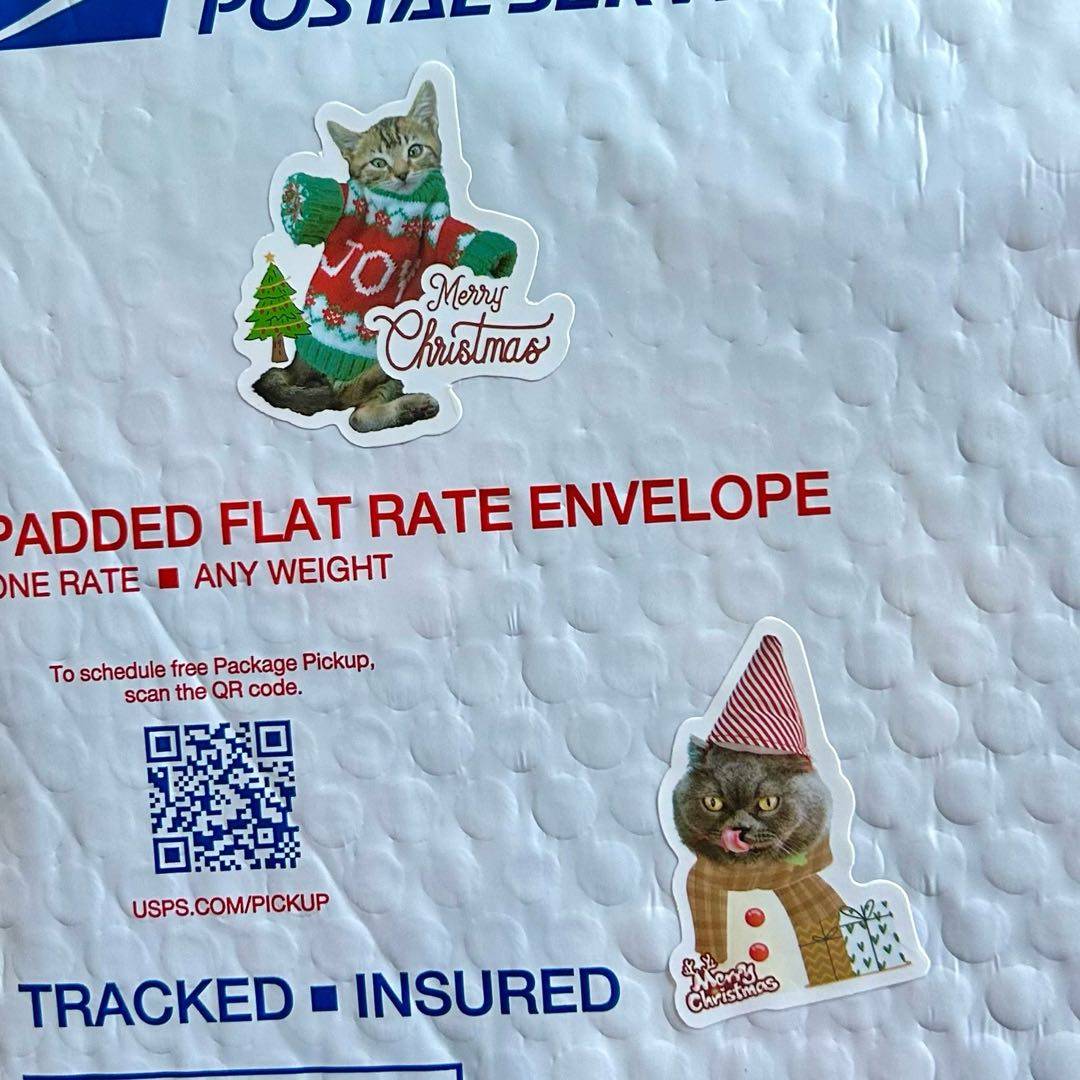 POSTAL SERV
JOY
Merry
Christmas
PADDED FLAT RATE ENVELOPE
ONE RATE ■ ANY WEIGHT
To schedule free Package Pickup,
scan the QR code.
USPS.COM/PICKUP
Merry
Christmas
TRACKED ■ INSURED